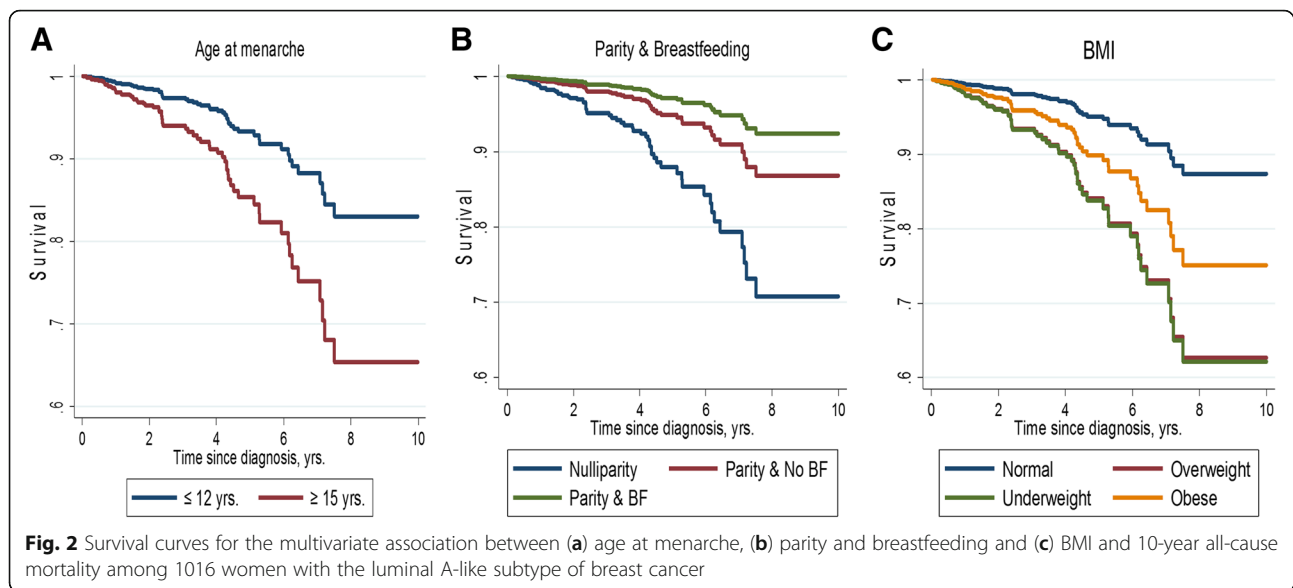 A
Age at menarche
Survival
1
.9
.8
.7
.6
0 2 4 6 8 10
Time since diagnosis, yrs.
≤ 12 yrs. ≥ 15 yrs.
B
Parity & Breastfeeding
Survival
1
.9
.8
.7
.6
0 2 4 6 8 10
Time since diagnosis, yrs.
Nulliparity Parity & No BF
Parity & BF
C
BMI
Survival
1
.9
.8
.7
.6
0 2 4 6 8 10
Time since diagnosis, yrs.
Normal Overweight
Underweight Obese
Fig. 2 Survival curves for the multivariate association between (a) age at menarche, (b) parity and breastfeeding and (c) BMI and 10-year all-cause
mortality among 1016 women with the luminal A-like subtype of breast cancer